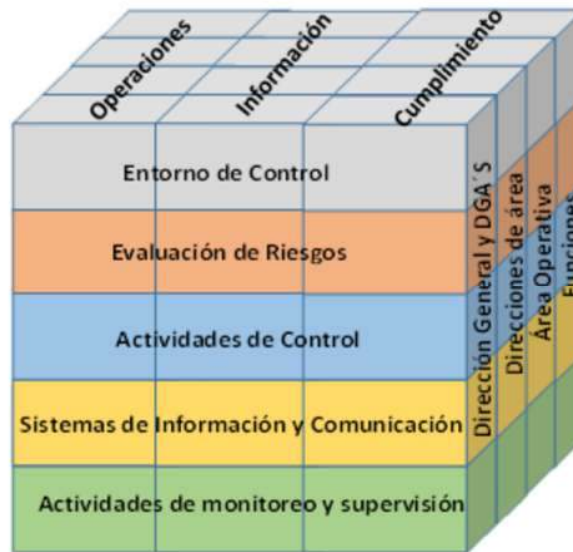 Operaciones
Información
Cumplimiento
Entorno de Control
Evaluación de Riesgos
Actividades de Control
Sistemas de Información y Comunicación
Actividades de monitoreo y supervisión
Dirección General y DGA´S
Direcciones de área
Área Operativa
Funciones